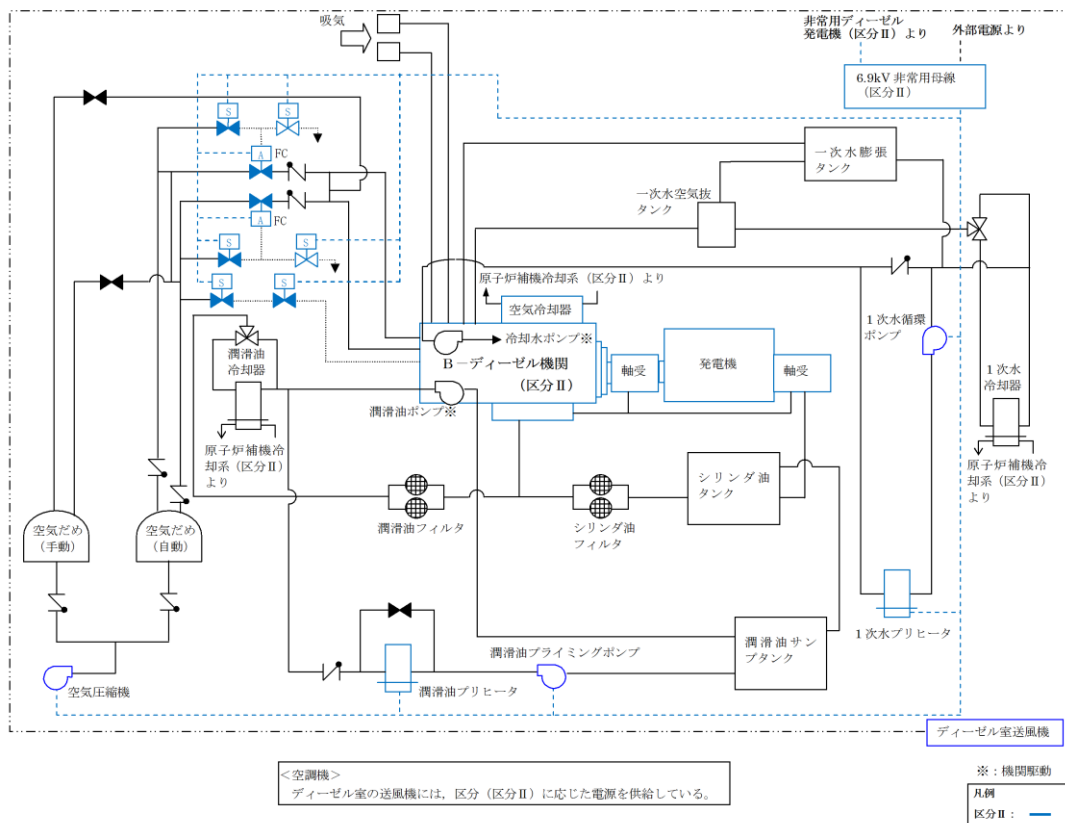 吸気
非常用ディーゼル
発電機（区分Ⅱ）より
外部電源より
6.9kV 非常用母線
（区分Ⅱ）
S
S
A
FC
A
FC
S
S
S
S
一次水膨張
タンク
一次水空気抜
タンク
原子炉補機冷却系（区分Ⅱ）より
空気冷却器
冷却水ポンプ※
B－ディーゼル機関
（区分Ⅱ）
軸受
発電機
軸受
1次水循環
ポンプ
1次水
冷却器
潤滑油
冷却器
潤滑油ポンプ※
原子炉補機冷
却系（区分Ⅱ）
より
原子炉補機冷
却系（区分Ⅱ）
より
潤滑油フィルタ
シリンダ油
フィルタ
シリンダ油
タンク
空気だめ
（手動）
空気だめ
（自動）
1次水プリヒータ
潤滑油サン
プタンク
潤滑油プライミングポンプ
潤滑油プリヒータ
空気圧縮機
ディーゼル室送風機
＜空調機＞
ディーゼル室の送風機には，区分（区分Ⅱ）に応じた電源を供給している。
※：機関駆動
凡例
区分Ⅱ：